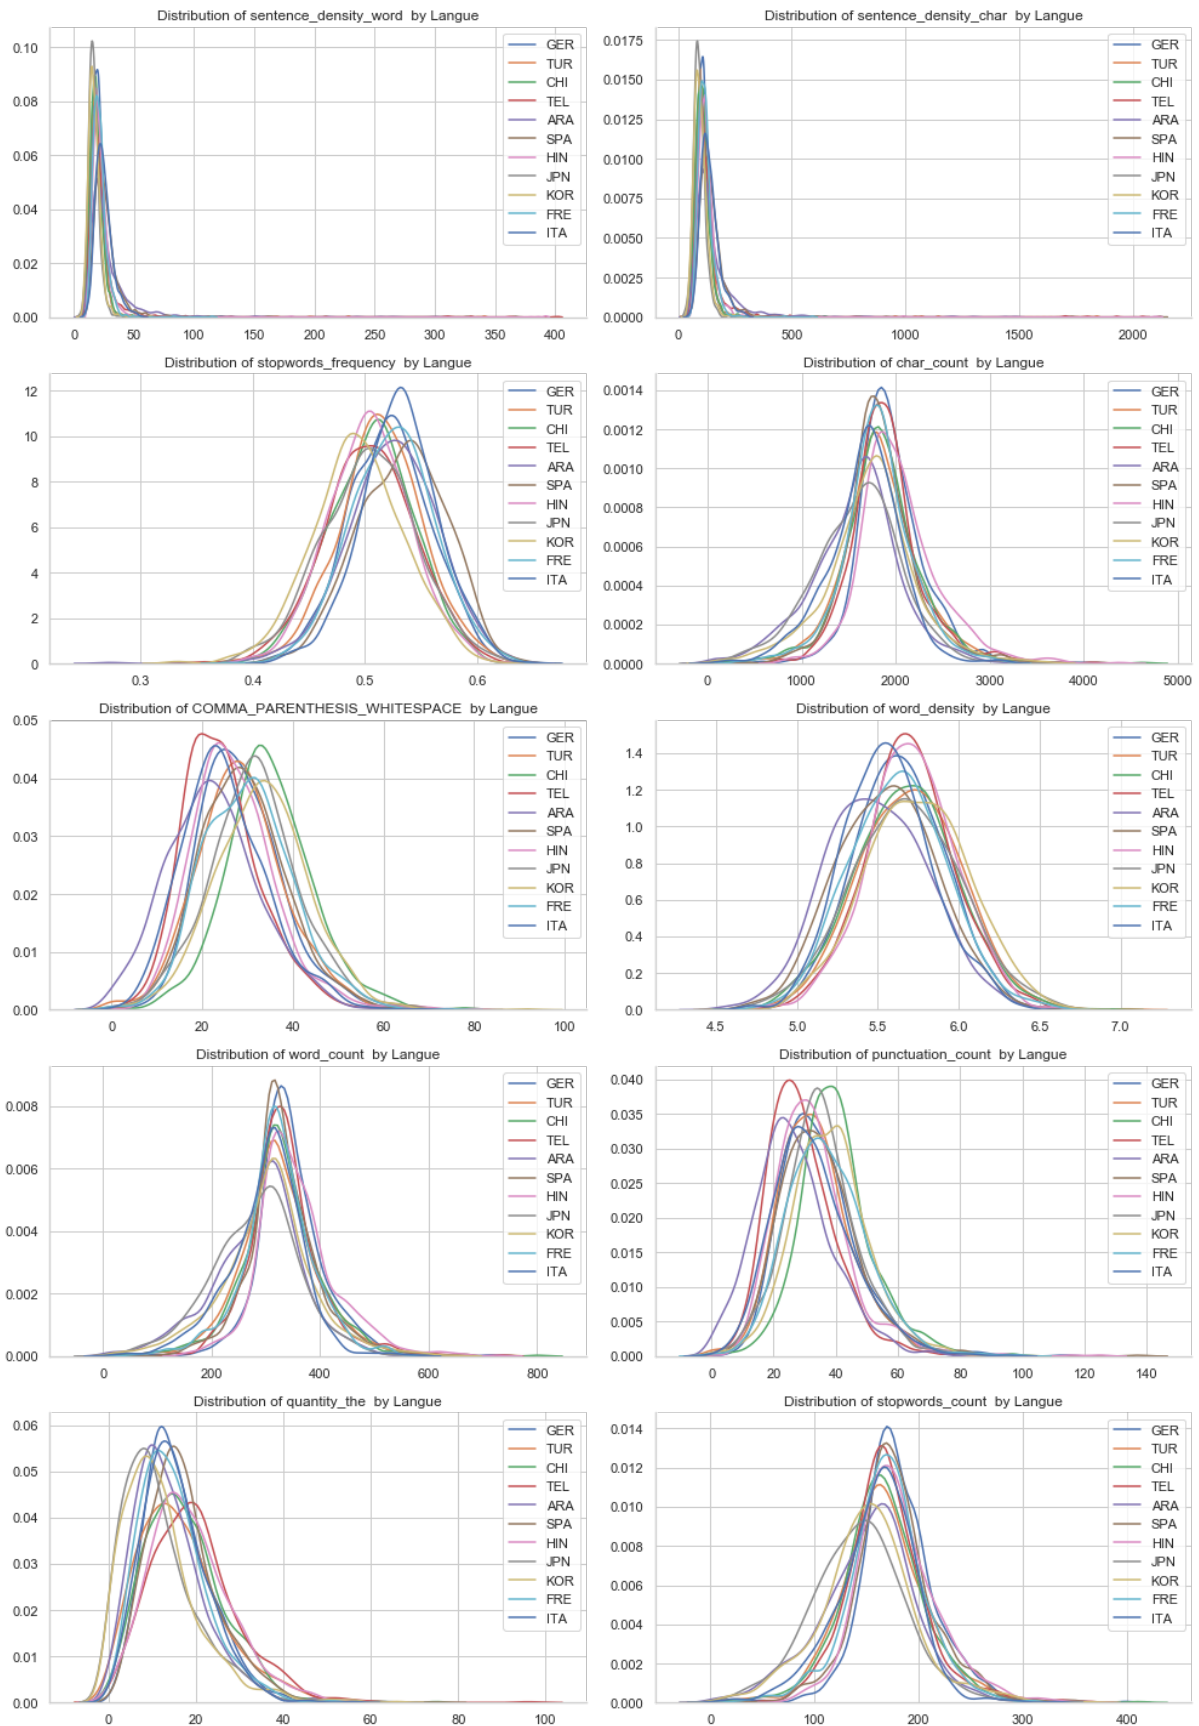 Distribution of sentence_density_word by Langue
0.10
0.08
0.06
0.04
0.02
0.00
0 50 100 150 200 250 300 350 400
GER
TUR
CHI
TEL
ARA
SPA
HIN
JPN
KOR
FRE
ITA
Distribution of sentence_density_char by Langue
0.0175
0.0150
0.0125
0.0100
0.0075
0.0050
0.0025
0.0000
0 500 1000 1500 2000
GER
TUR
CHI
TEL
ARA
SPA
HIN
JPN
KOR
FRE
ITA
Distribution of stopwords_frequency by Langue
12
10
8
6
4
2
0
0.3 0.4 0.5 0.6
GER
TUR
CHI
TEL
ARA
SPA
HIN
JPN
KOR
FRE
ITA
Distribution of char_count by Langue
0.0014
0.0012
0.0010
0.0008
0.0006
0.0004
0.0002
0.0000
0 1000 2000 3000 4000 5000
GER
TUR
CHI
TEL
ARA
SPA
HIN
JPN
KOR
FRE
ITA
Distribution of COMMA_PARENTHESIS_WHITESPACE by Langue
0.05
0.04
0.03
0.02
0.01
0.00
0 20 40 60 80 100
GER
TUR
CHI
TEL
ARA
SPA
HIN
JPN
KOR
FRE
ITA
Distribution of word_density by Langue
1.4
1.2
1.0
0.8
0.6
0.4
0.2
0.0
4.5 5.0 5.5 6.0 6.5 7.0
GER
TUR
CHI
TEL
ARA
SPA
HIN
JPN
KOR
FRE
ITA
Distribution of word_count by Langue
0.008
0.006
0.004
0.002
0.000
0 200 400 600 800
GER
TUR
CHI
TEL
ARA
SPA
HIN
JPN
KOR
FRE
ITA
Distribution of punctuation_count by Langue
0.040
0.035
0.030
0.025
0.020
0.015
0.010
0.005
0.000
0 20 40 60 80 100 120 140
GER
TUR
CHI
TEL
ARA
SPA
HIN
JPN
KOR
FRE
ITA
Distribution of quantity_the by Langue
0.06
0.05
0.04
0.03
0.02
0.01
0.00
0 20 40 60 80 100
GER
TUR
CHI
TEL
ARA
SPA
HIN
JPN
KOR
FRE
ITA
Distribution of stopwords_count by Langue
0.014
0.012
0.010
0.008
0.006
0.004
0.002
0.000
0 100 200 300 400
GER
TUR
CHI
TEL
ARA
SPA
HIN
JPN
KOR
FRE
ITA